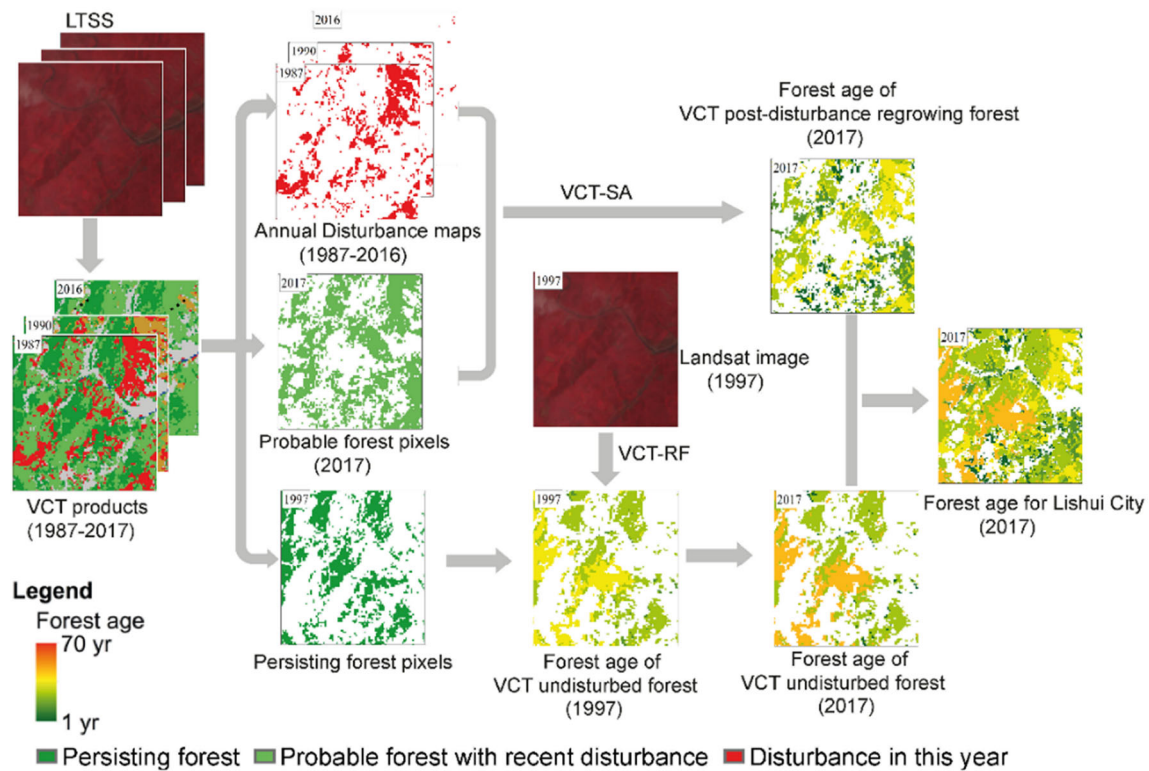 LTSS
2016
1990
1987
Annual Disturbance maps
(1987-2016)
Forest age of
VCT post-disturbance regrowing forest
(2017)
2017
VCT-SA
2016
1990
1987
VCT products
(1987-2017)
2017
Probable forest pixels
(2017)
1997
Landsat image
(1997)
VCT-RF
2017
Forest age for Lishui City
(2017)
1997
Persisting forest pixels
1997
Forest age of
VCT undisturbed forest
(1997)
2017
Forest age of
VCT undisturbed forest
(2017)
Legend
Forest age
70 yr
1 yr
Persisting forest
Probable forest with recent disturbance
Disturbance in this year